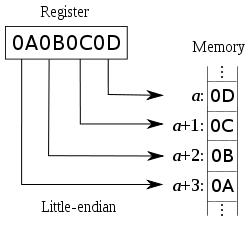 Register
0A0B0C0D
Memory
⋮
a: 0D
a+1: 0C
a+2: 0B
a+3: 0A
⋮
Little-endian